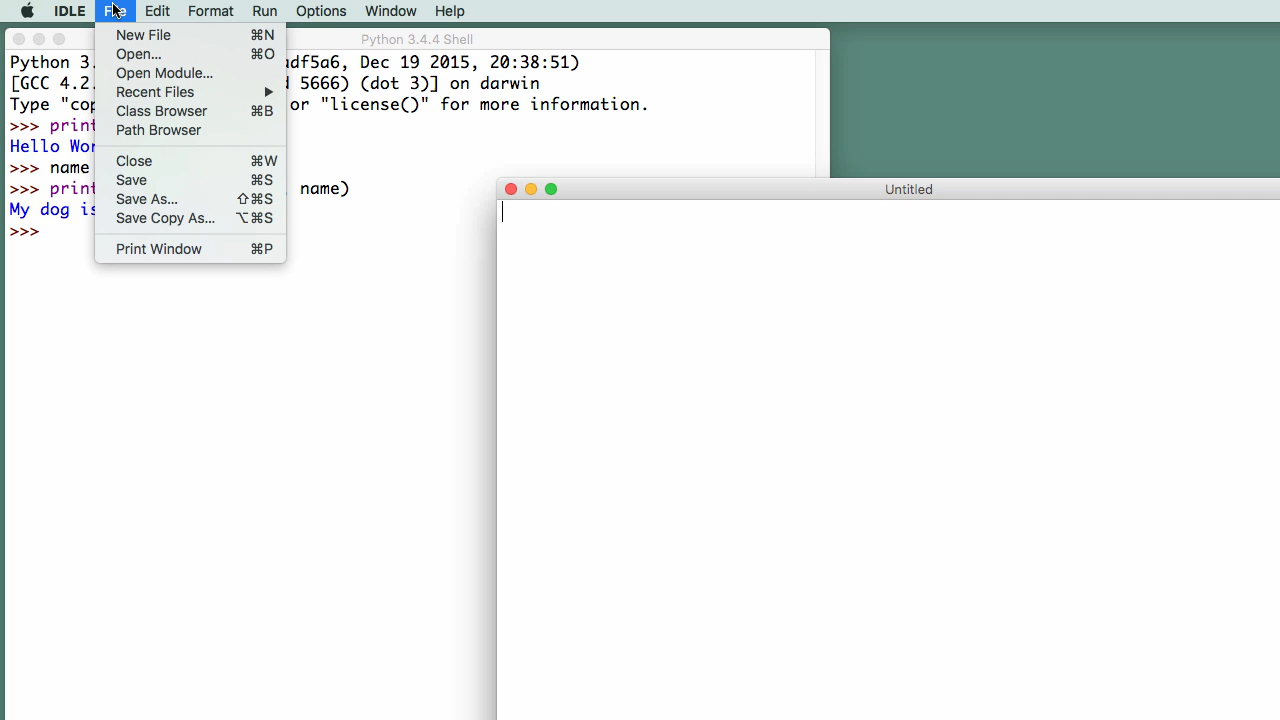 IDLE File Edit Format Run Options Window Help
New File ⌘N
Open... ⌘O
Open Module...
Recent Files ▶
Class Browser ⌘B
Path Browser
Close ⌘W
Save ⌘S
Save As... ⇧⌘S
Save Copy As... ⌥⌘S
Print Window ⌘P
Python 3.4.4 Shell
Python 3. df5a6, Dec 19 2015, 20:38:51)
[GCC 4.2. 5666) (dot 3)] on darwin
Type "cop or "license()" for more information.
>>> print
Hello Wor
>>> name
>>> print , name)
My dog is
>>>
Untitled